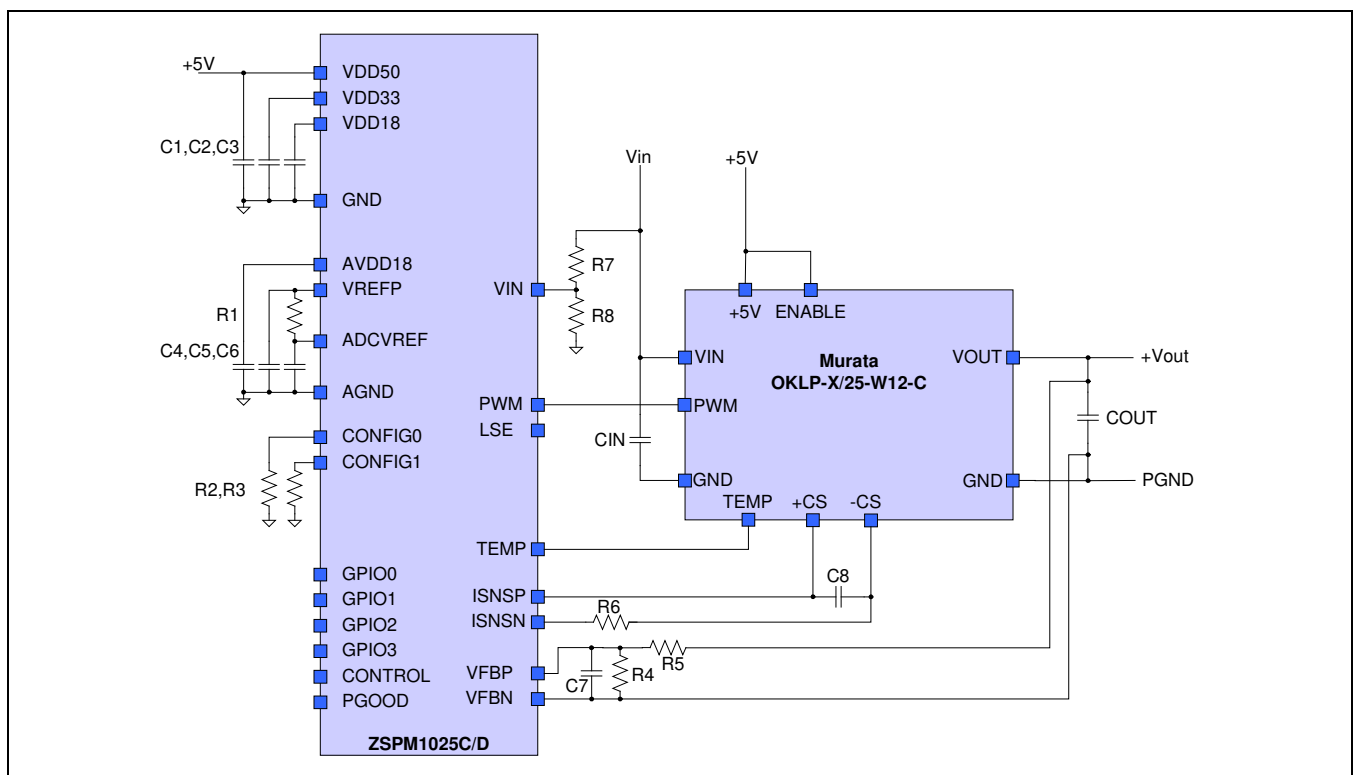 +5V
VDD50
VDD33
VDD18
C1,C2,C3
GND
AVDD18
VREFP
R1
ADCVREF
C4,C5,C6
AGND
CONFIG0
CONFIG1
R2,R3
GPIO0
GPIO1
GPIO2
GPIO3
CONTROL
PGOOD
VIN
PWM
LSE
TEMP
ISNSP
ISNSN
VFBP
VFBN
ZSPM1025C/D
Vin
+5V
R7
R8
CIN
+5V
ENABLE
VIN
Murata
OKLP-X/25-W12-C
VOUT
PWM
GND
GND
TEMP
+CS
-CS
+Vout
COUT
PGND
C8
R6
R5
C7
R4